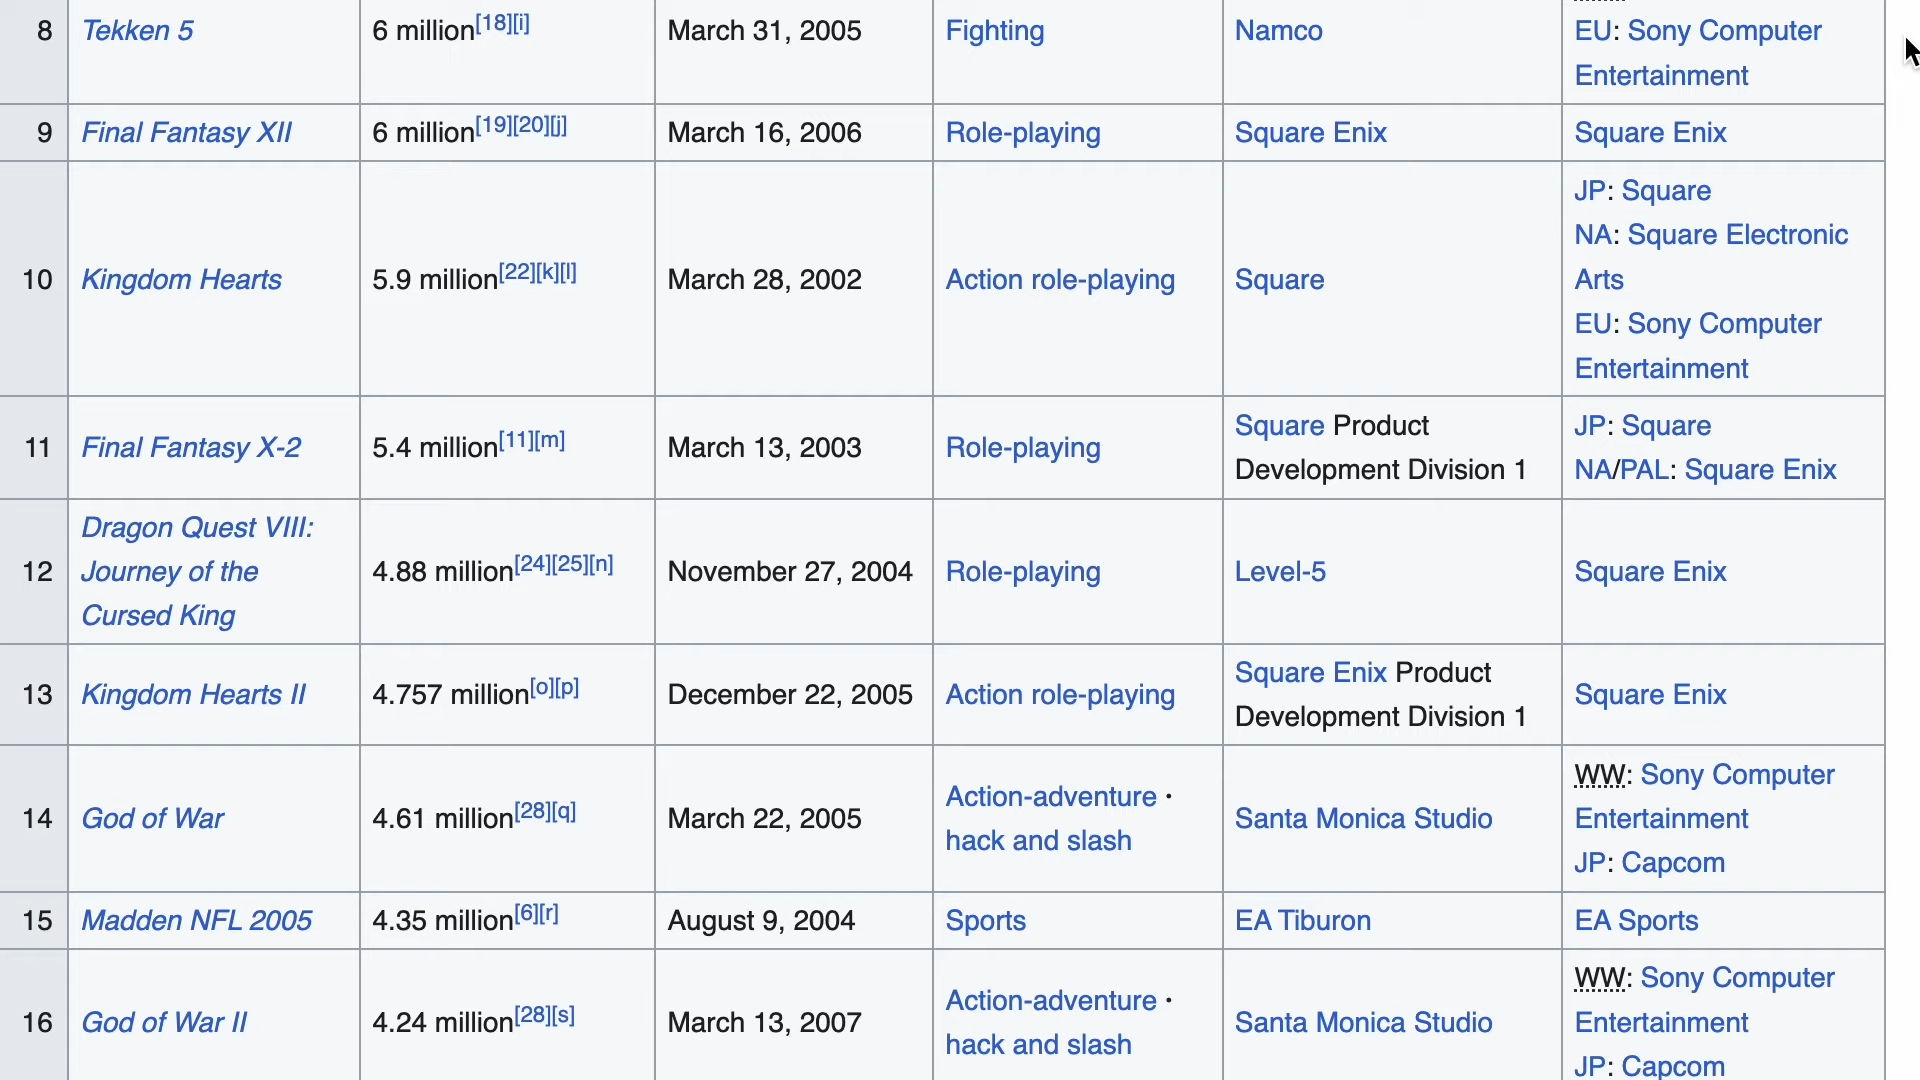 8 Tekken 5 6 million[18][i] March 31, 2005 Fighting Namco EU: Sony Computer
Entertainment
9 Final Fantasy XII 6 million[19][20][j] March 16, 2006 Role-playing Square Enix Square Enix
JP: Square
NA: Square Electronic
10 Kingdom Hearts 5.9 million[22][k][l] March 28, 2002 Action role-playing Square Arts
EU: Sony Computer
Entertainment
Square Product JP: Square
11 Final Fantasy X-2 5.4 million[11][m] March 13, 2003 Role-playing
Development Division 1 NA/PAL: Square Enix
Dragon Quest VIII:
12 Journey of the 4.88 million[24][25][n] November 27, 2004 Role-playing Level-5 Square Enix
Cursed King
Square Enix Product
13 Kingdom Hearts II 4.757 million[o][p] December 22, 2005 Action role-playing Square Enix
Development Division 1
WW: Sony Computer
Action-adventure ·
14 God of War 4.61 million[28][q] March 22, 2005 Santa Monica Studio Entertainment
hack and slash
JP: Capcom
15 Madden NFL 2005 4.35 million[6][r] August 9, 2004 Sports EA Tiburon EA Sports
WW: Sony Computer
Action-adventure ·
16 God of War II 4.24 million[28][s] March 13, 2007 Santa Monica Studio Entertainment
hack and slash
JP: Capcom